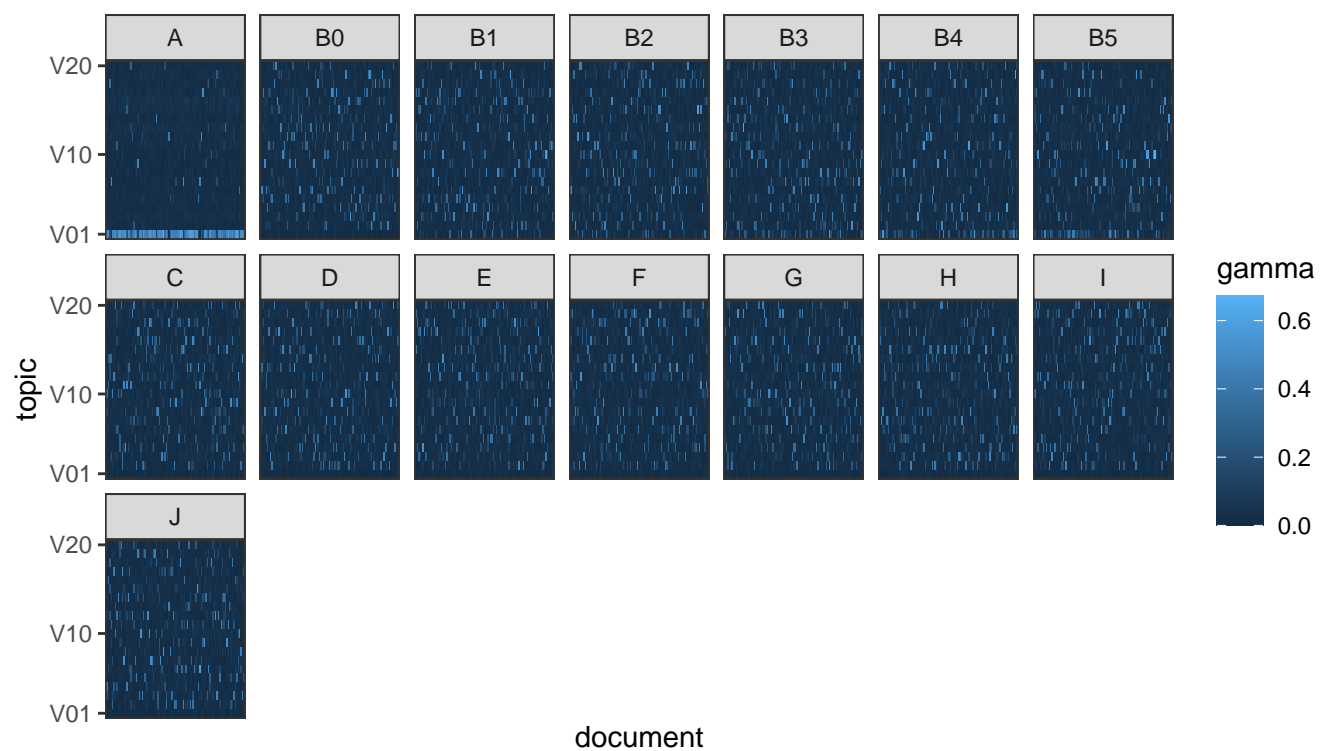 A B0 B1 B2 B3 B4 B5
V20
V10
V01
C D E F G H I
V20
V10
V01
J
V20
V10
V01
topic
document
gamma
0.6
0.4
0.2
0.0